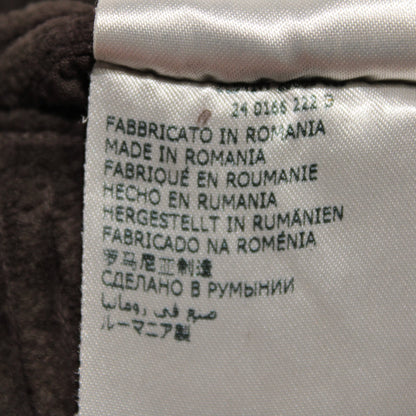 24 0166 222 9
FABBRICATO IN ROMANIA
MADE IN ROMANIA
FABRIQUÉ EN ROUMANIE
HECHO EN RUMANIA
HERGESTELLT IN RUMÄNIEN
FABRICADO NA ROMÉNIA
罗马尼亚制造
СДЕЛАНО В РУМЫНИИ
صنع في رومانيا
ルーマニア製